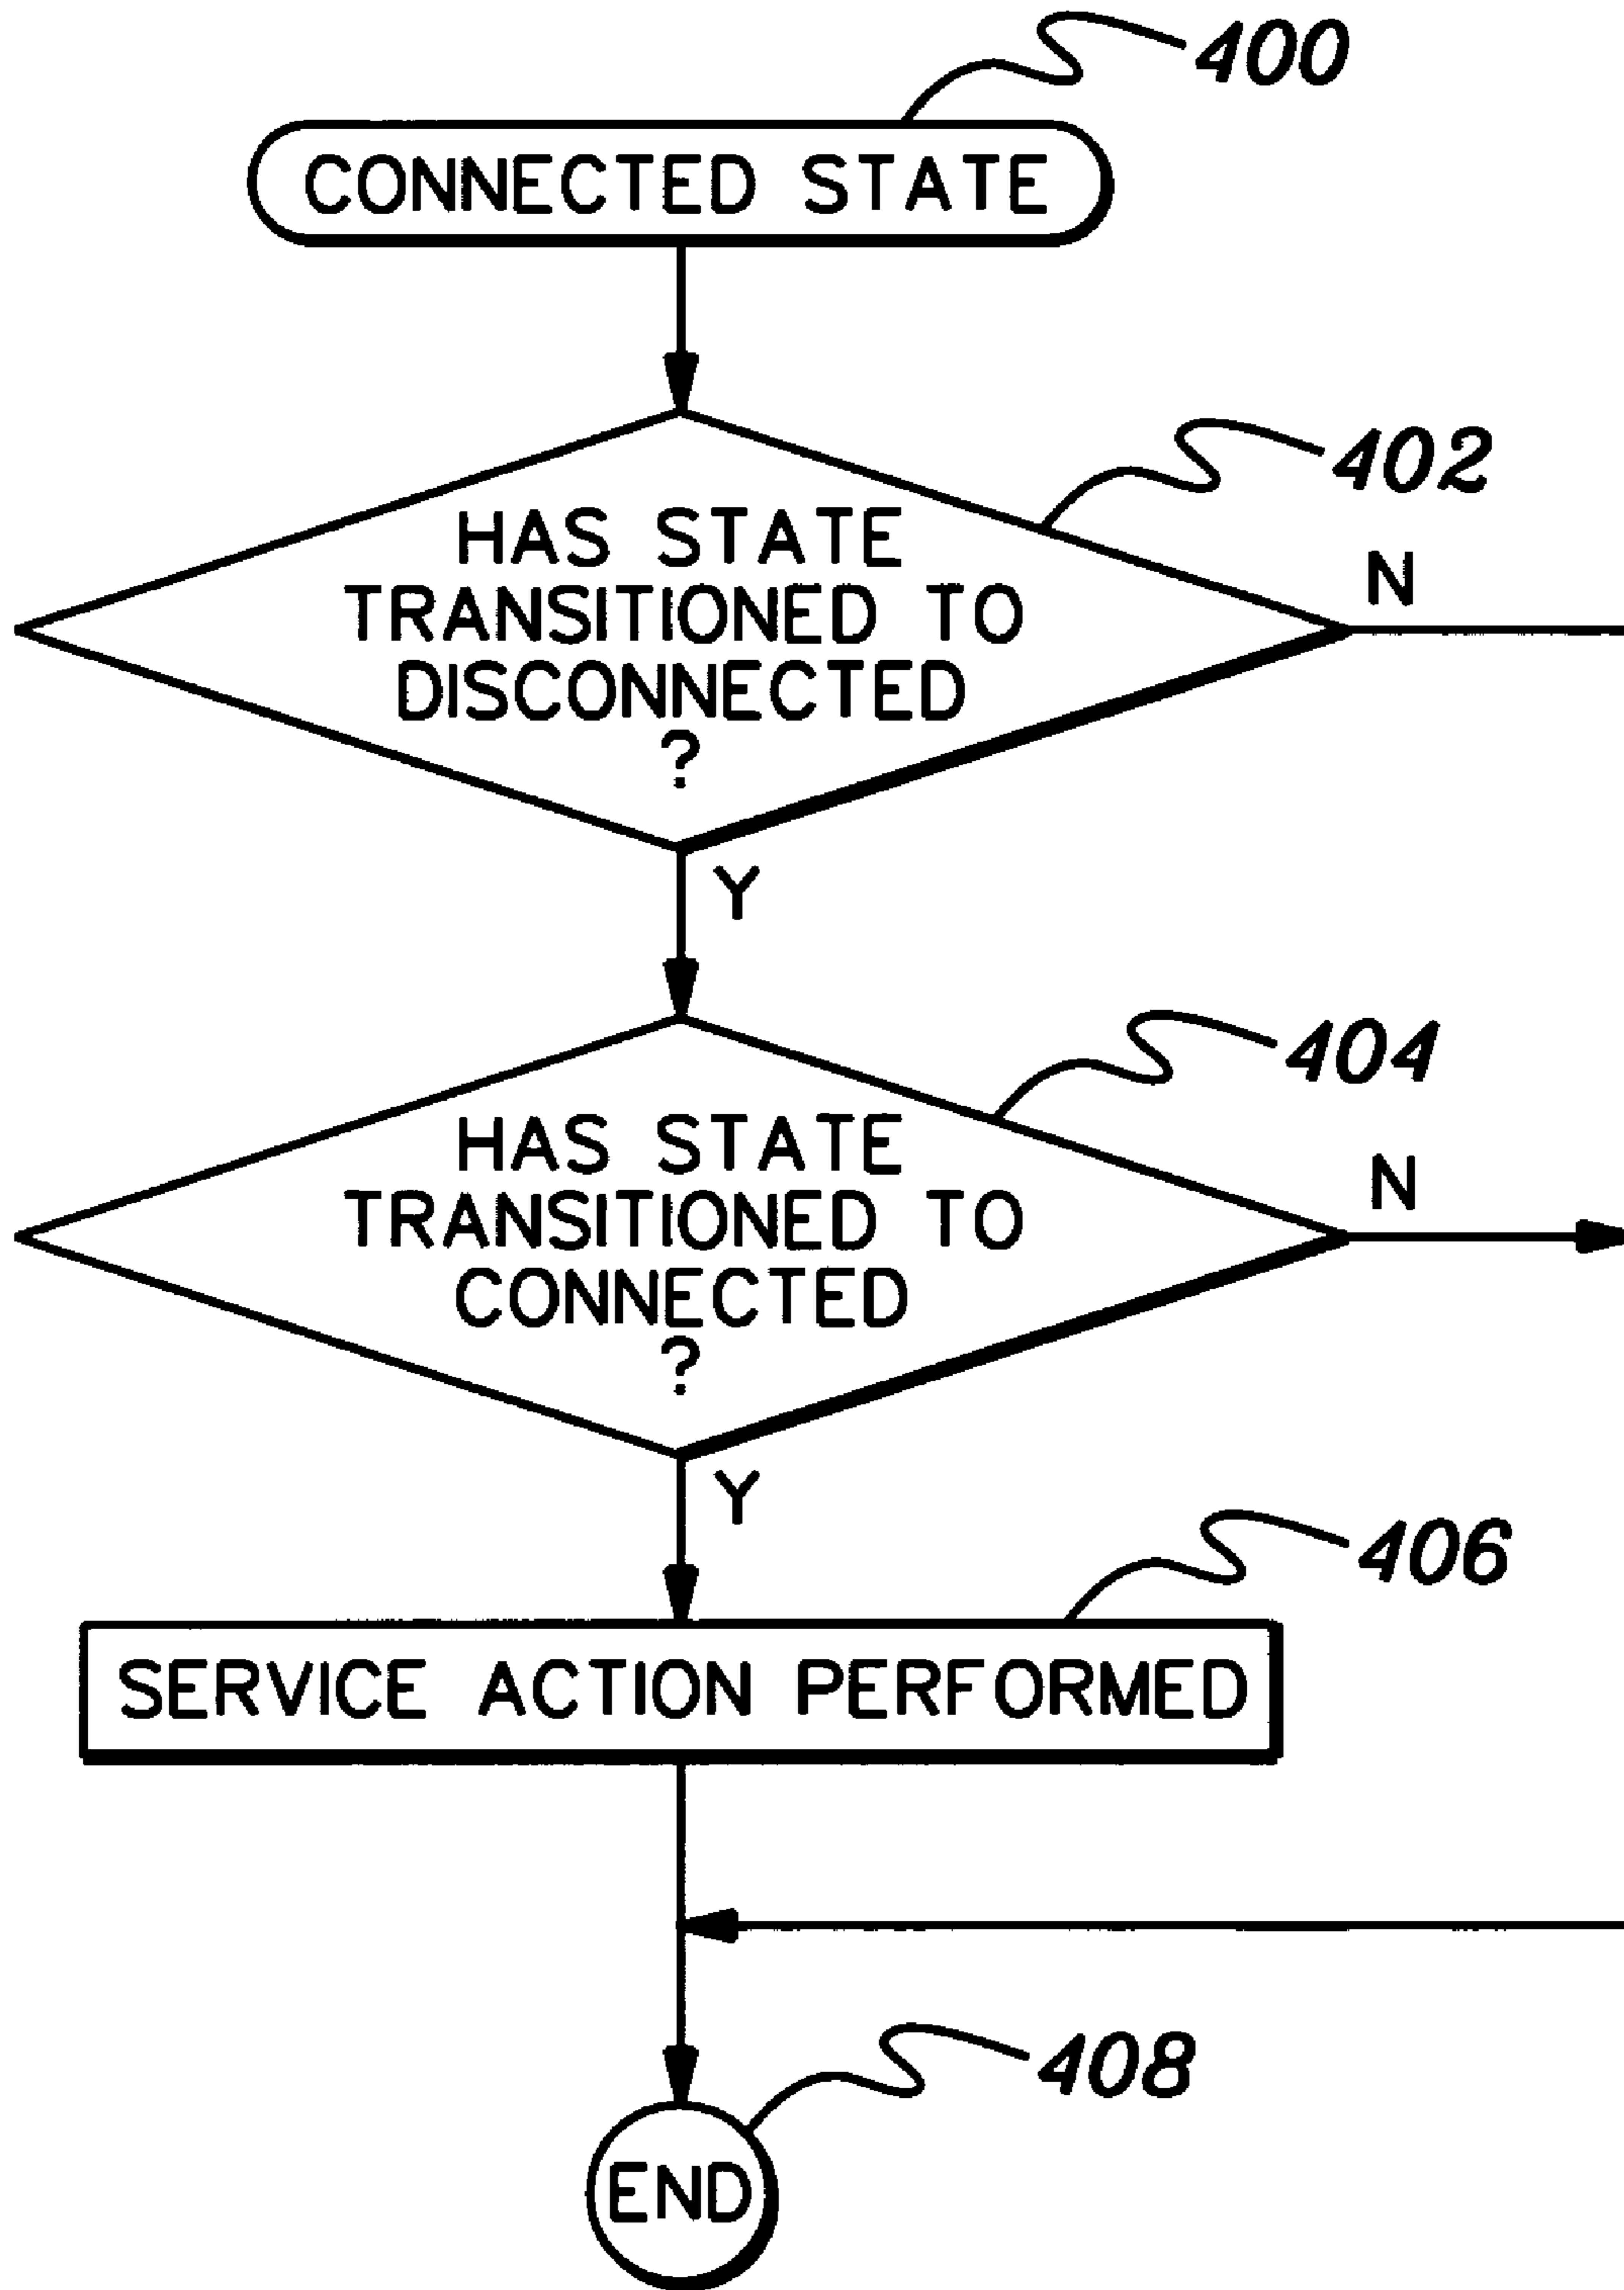 400
CONNECTED STATE
402
HAS STATE
TRANSITIONED TO
DISCONNECTED
?
N
Y
404
HAS STATE
TRANSITIONED TO
CONNECTED
?
N
Y
406
SERVICE ACTION PERFORMED
408
END